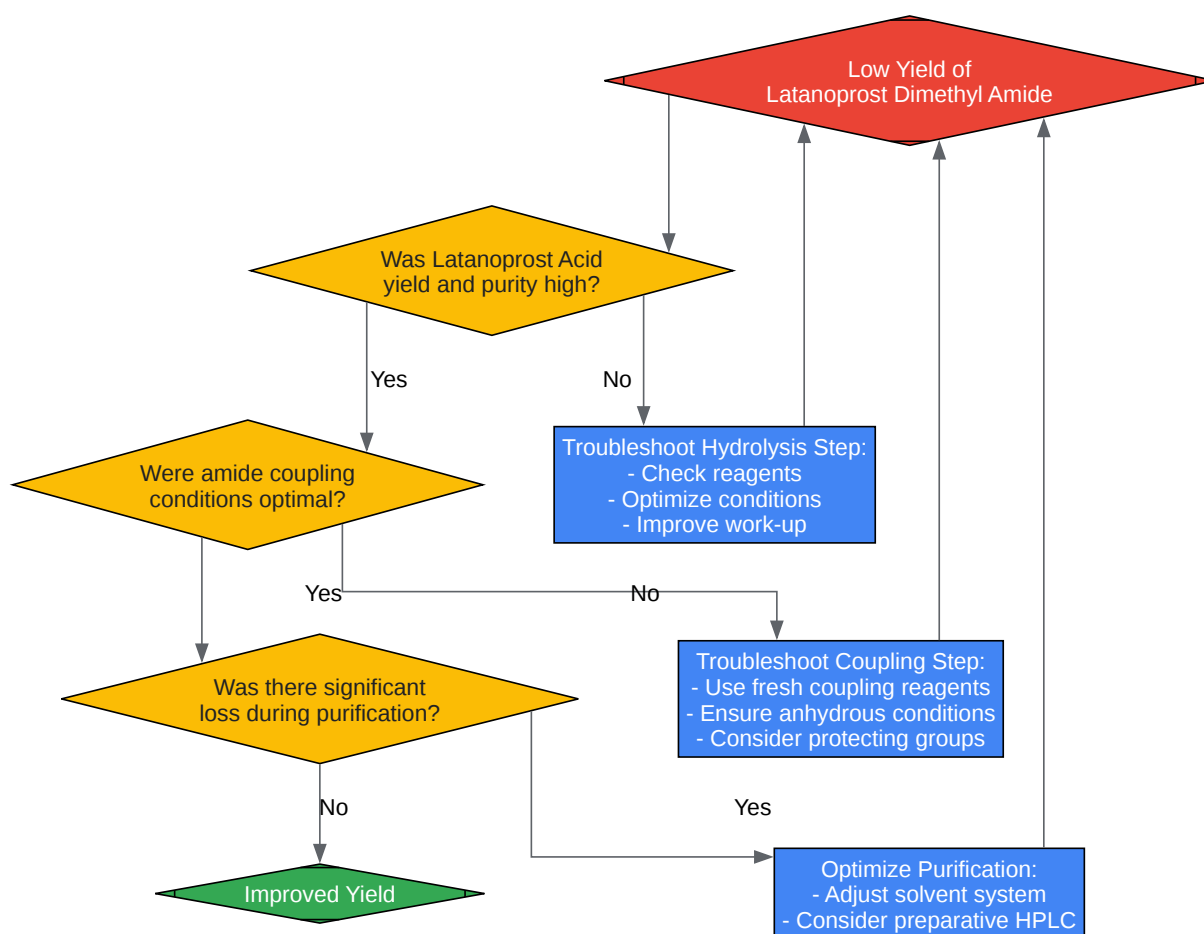 Low Yield of
Latanoprost Dimethyl Amide
Was Latanoprost Acid
yield and purity high?
Yes
No
Troubleshoot Hydrolysis Step:
- Check reagents
- Optimize conditions
- Improve work-up
Were amide coupling
conditions optimal?
Yes
No
Troubleshoot Coupling Step:
- Use fresh coupling reagents
- Ensure anhydrous conditions
- Consider protecting groups
Was there significant
loss during purification?
No
Yes
Improved Yield
Optimize Purification:
- Adjust solvent system
- Consider preparative HPLC